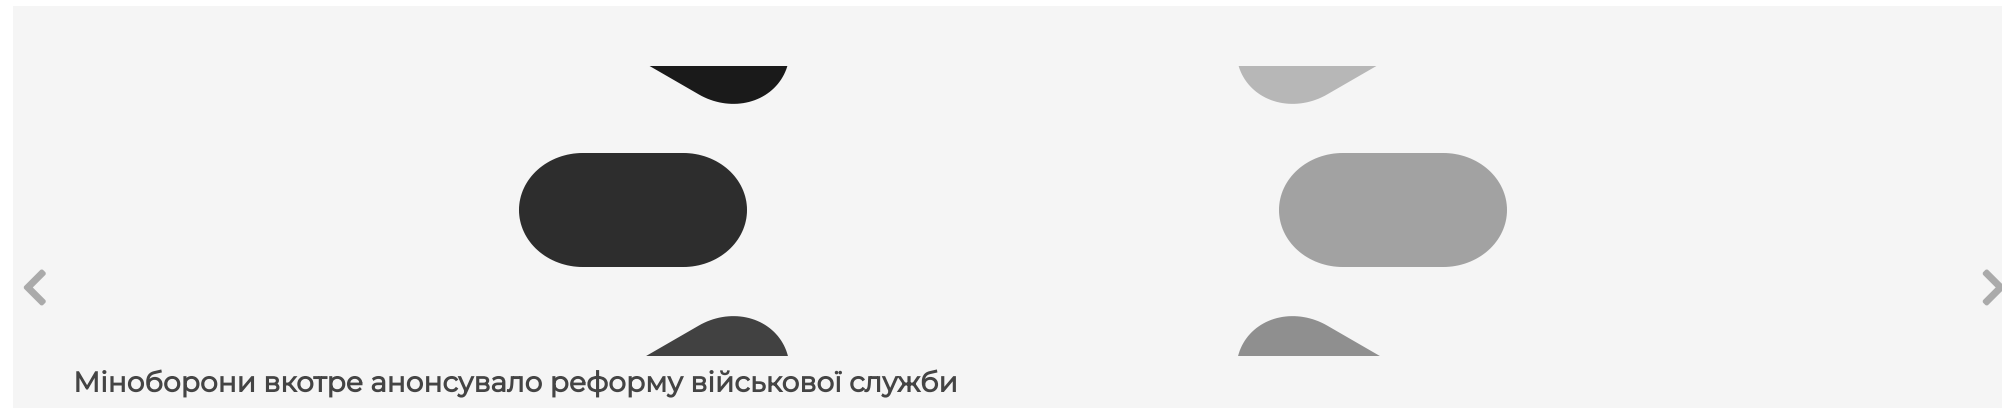 Міноборони вкотре анонсувало реформу військової служби